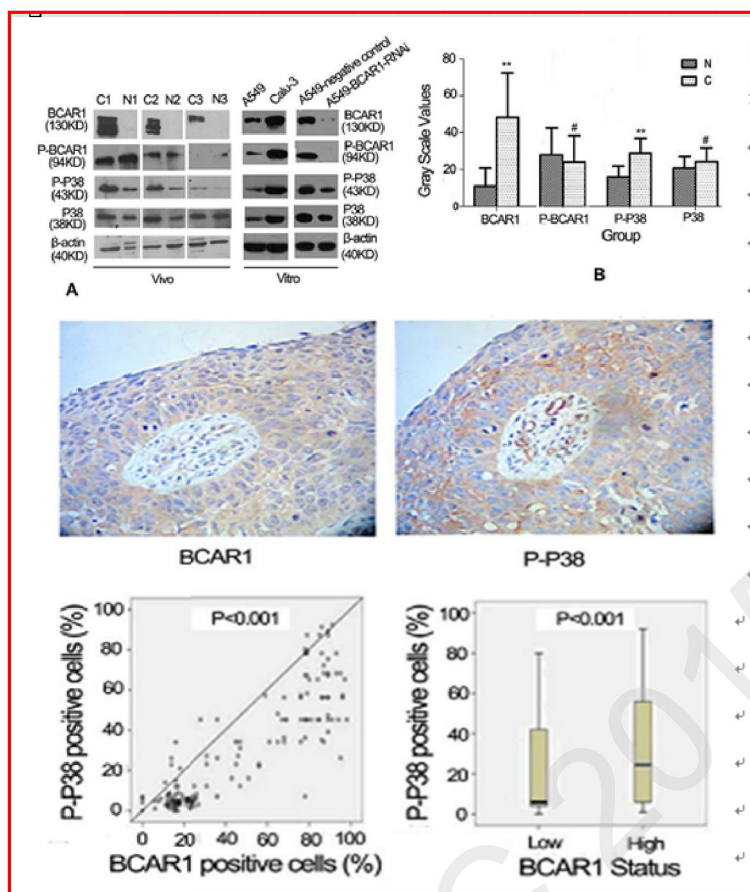 C1 N1 C2 N2 C3 N3
A549
Calu-3
A549-negative control
A549-BCAR1-RNAi
BCAR1
(130KD)
P-BCAR1
(94KD)
P-P38
(43KD)
P38
(38KD)
β-actin
(40KD)
BCAR1
(130KD)
P-BCAR1
(94KD)
P-P38
(43KD)
P38
(38KD)
β-actin
(40KD)
Vivo
Vitro
A
80
60
40
20
0
Gray Scale Values
**
#
**
#
N
C
BCAR1 P-BCAR1 P-P38 P38
Group
B
BCAR1
P-P38
P<0.001
P-P38 positive cells (%)
100
80
60
40
20
0
0 20 40 60 80 100
BCAR1 positive cells (%)
P<0.001
P-P38 positive cells (%)
100
80
60
40
20
0
Low High
BCAR1 Status